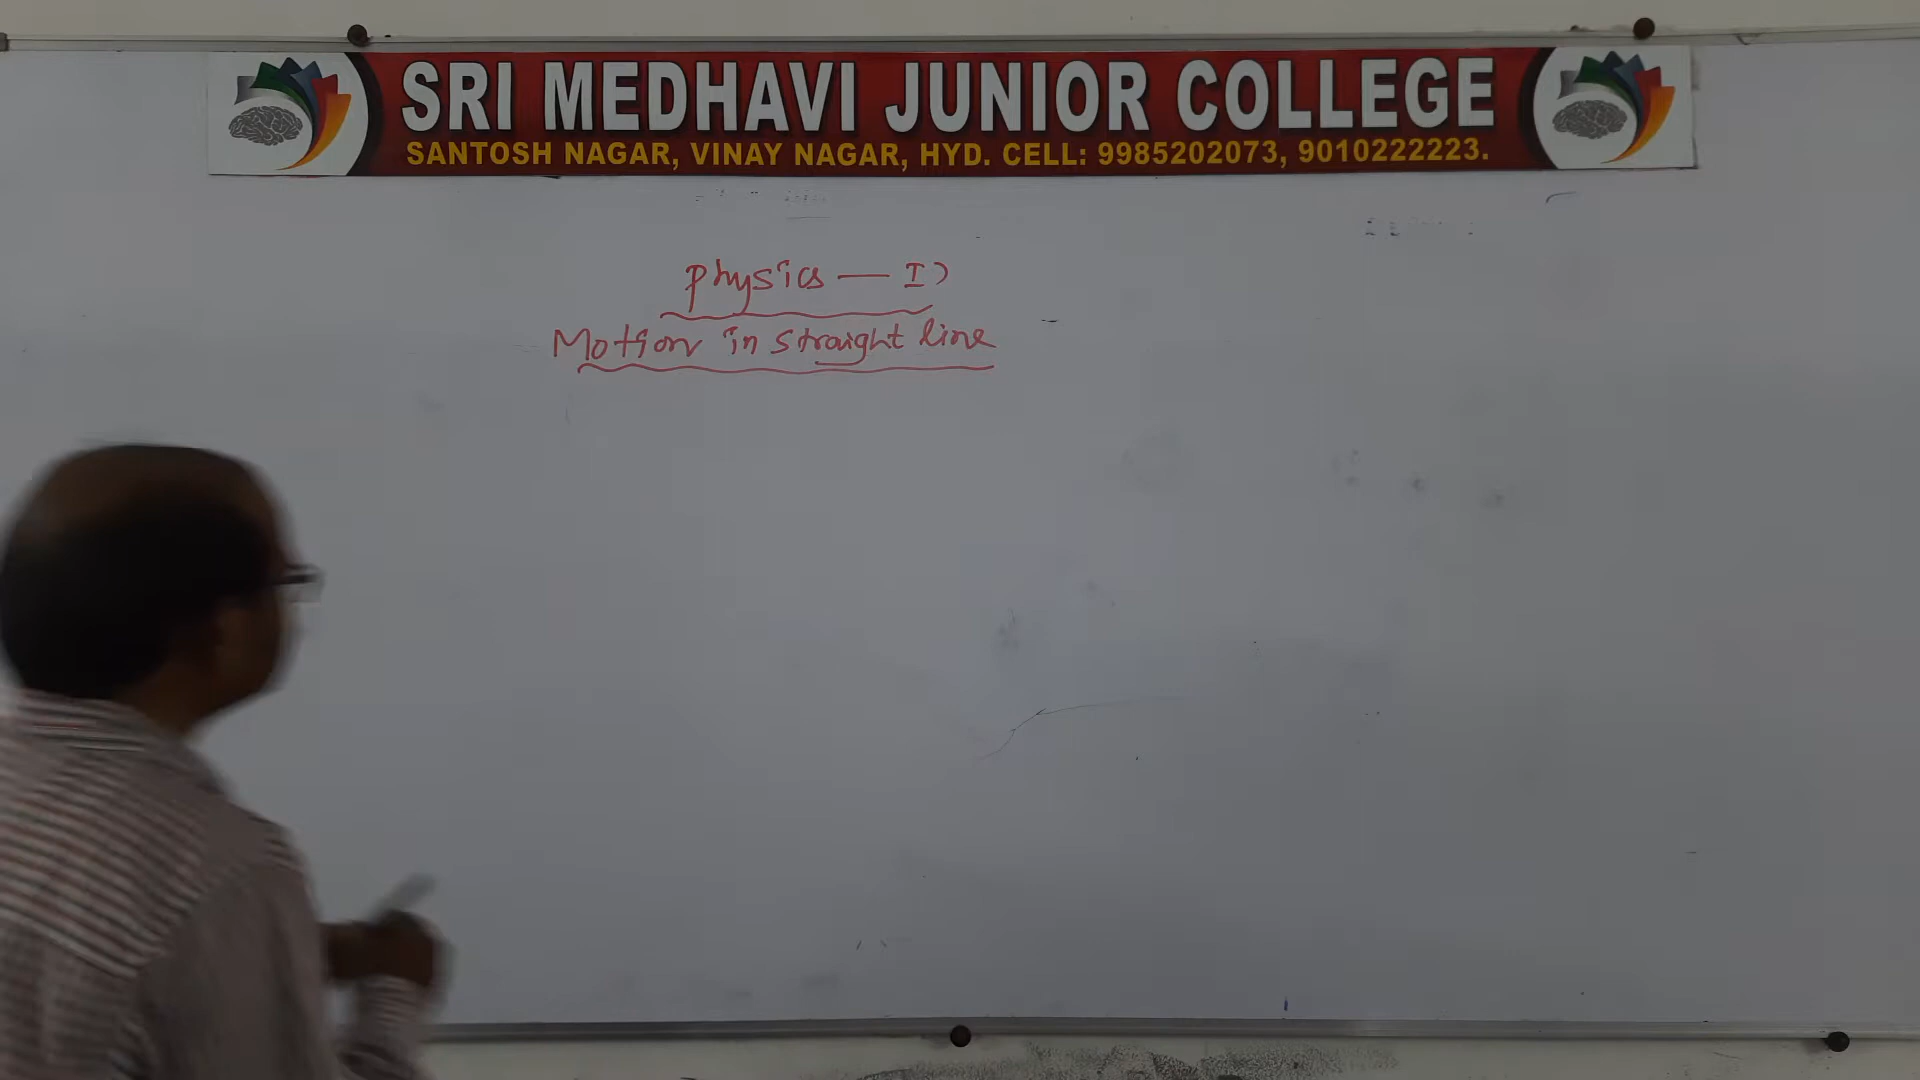 SRI MEDHAVI JUNIOR COLLEGE
SANTOSH NAGAR, VINAY NAGAR, HYD. CELL: 9985202073, 9010222223.
Physics — I)
Motion in straight line